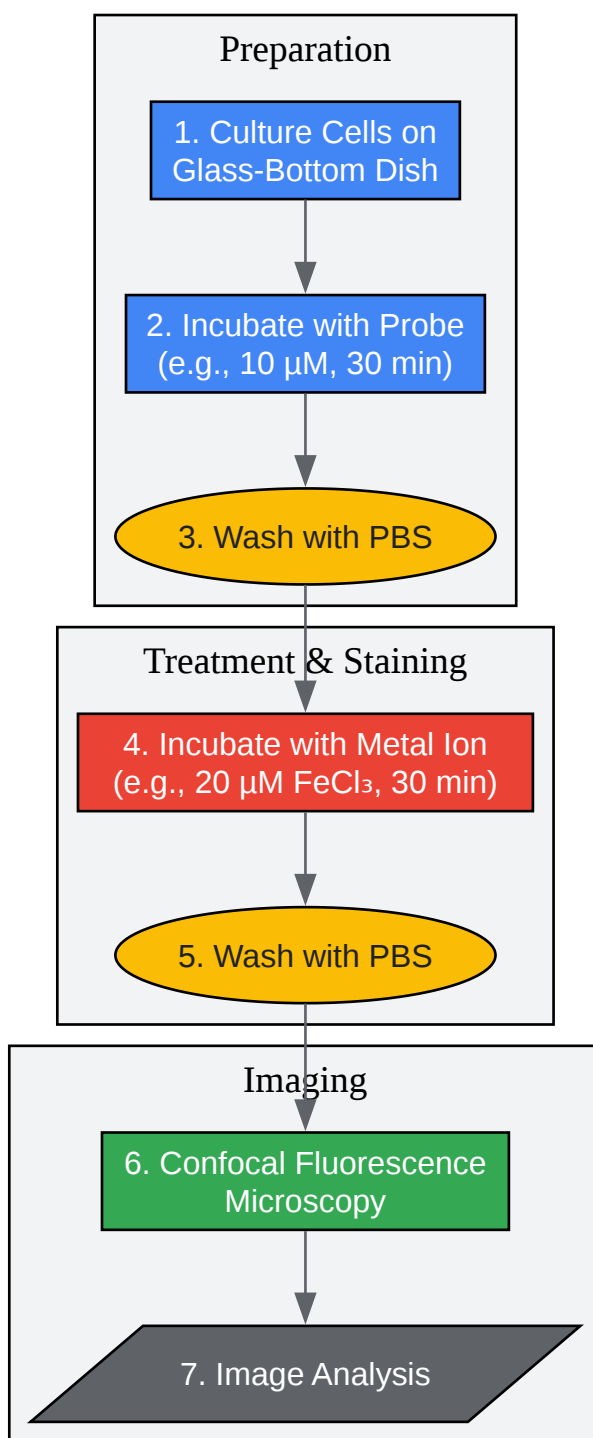 Preparation
1. Culture Cells on
Glass-Bottom Dish
2. Incubate with Probe
(e.g., 10 µM, 30 min)
3. Wash with PBS
Treatment & Staining
4. Incubate with Metal Ion
(e.g., 20 µM FeCl₃, 30 min)
5. Wash with PBS
Imaging
6. Confocal Fluorescence
Microscopy
7. Image Analysis